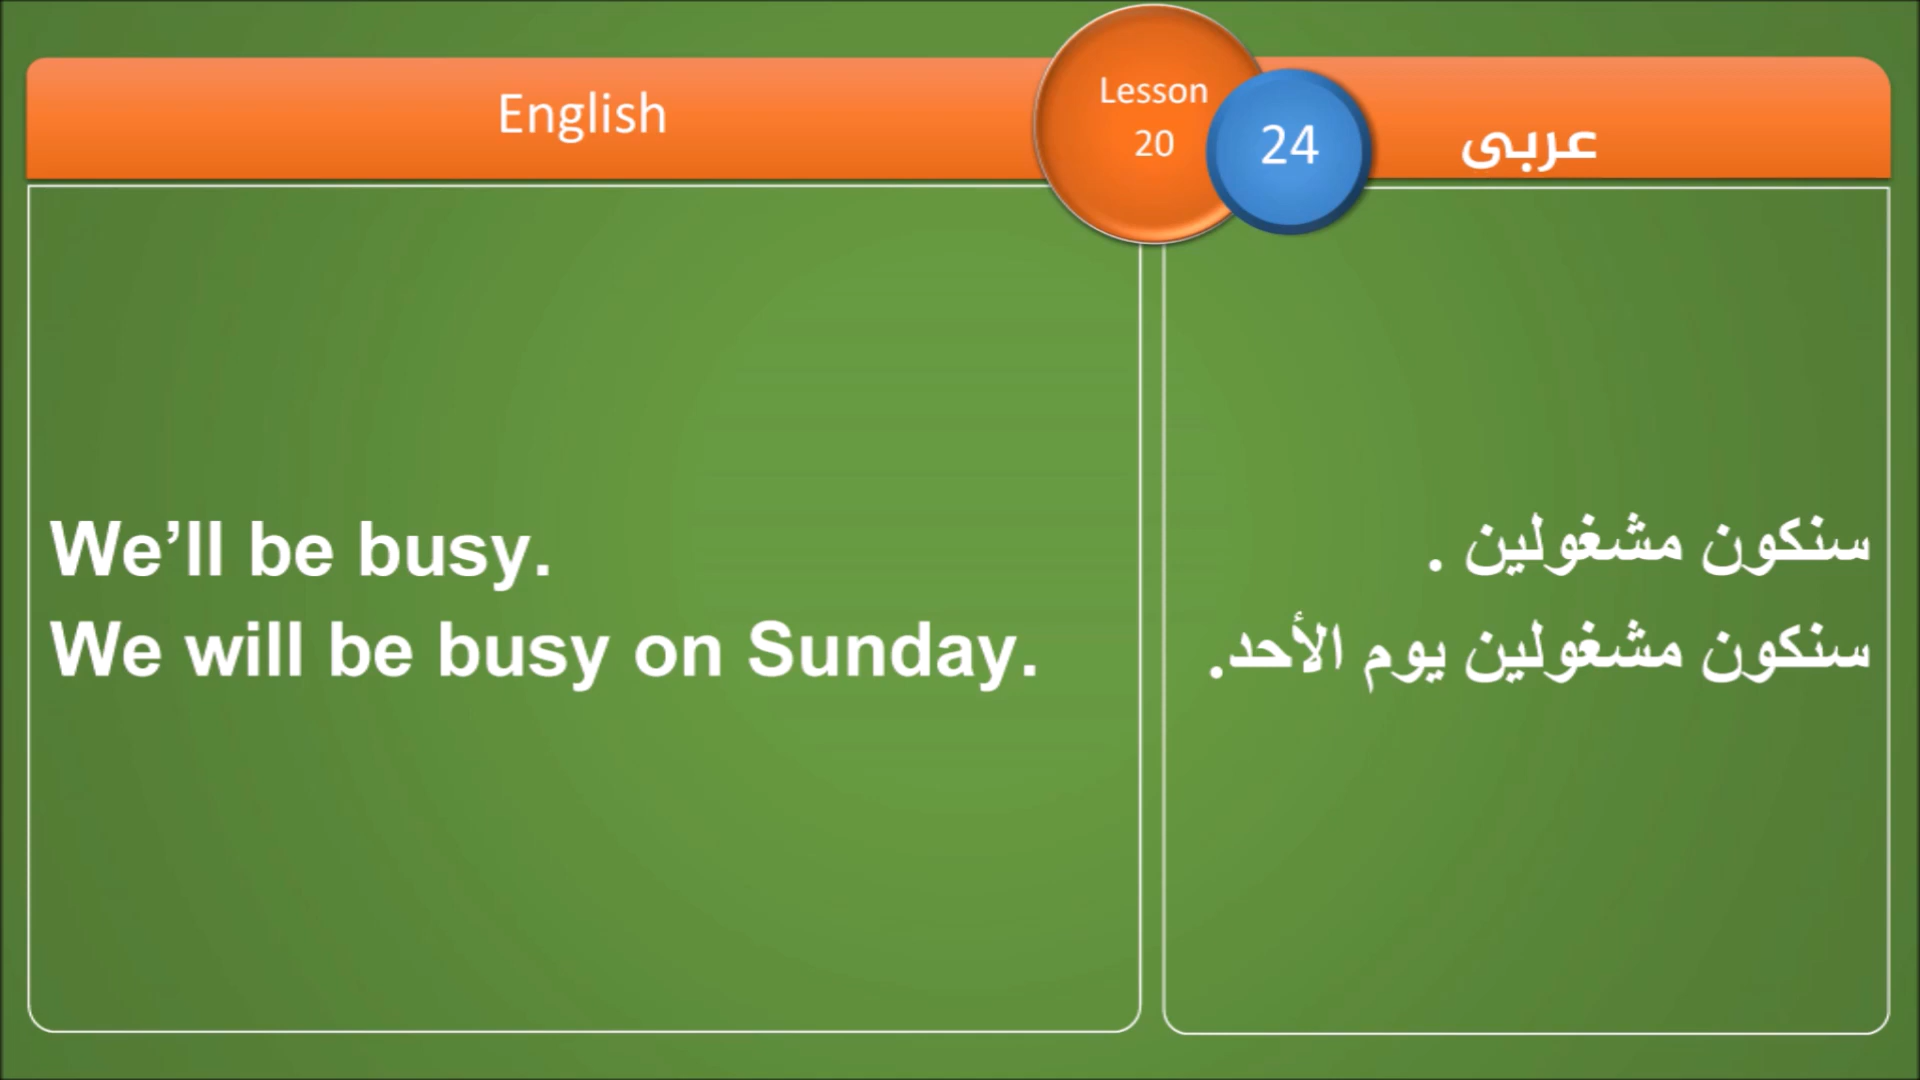 English
Lesson
20
24
عربى
We’ll be busy.
We will be busy on Sunday.
سنكون مشغولين .
سنكون مشغولين يوم الأحد.